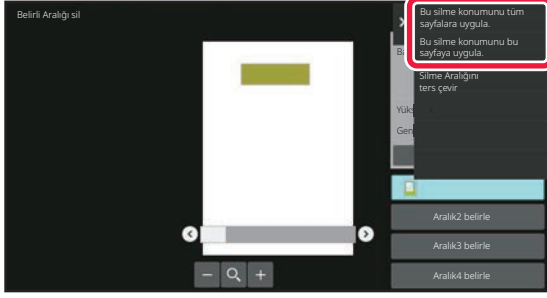 Belirli Aralığı sil
Bu silme konumunu tüm
sayfalara uygula.
Bu silme konumunu bu
sayfaya uygula.
Silme Aralığını
ters çevir
Aralık2 belirle
Aralık3 belirle
Aralık4 belirle